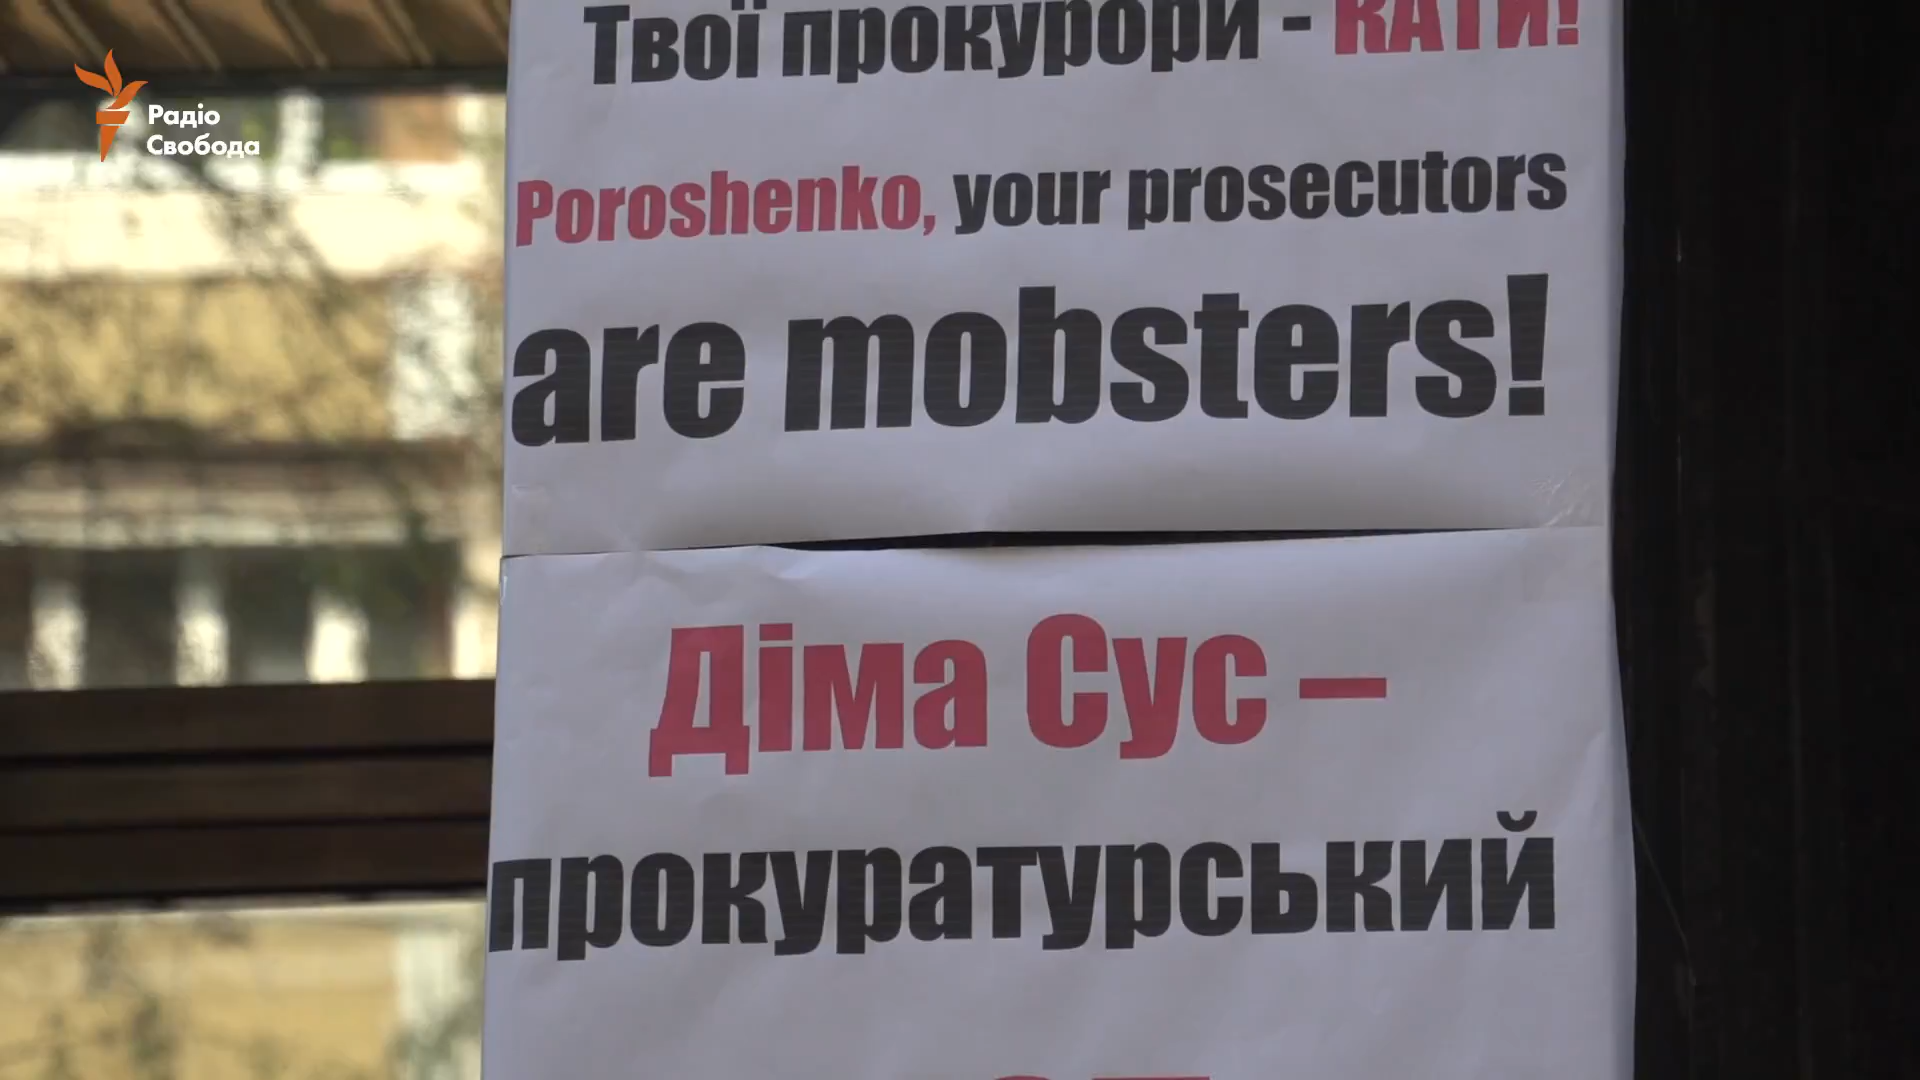 Радіо
Свобода
Твої прокурори - КАТИ!
Poroshenko, your prosecutors
are mobsters!
Діма Сус –
прокуратурський